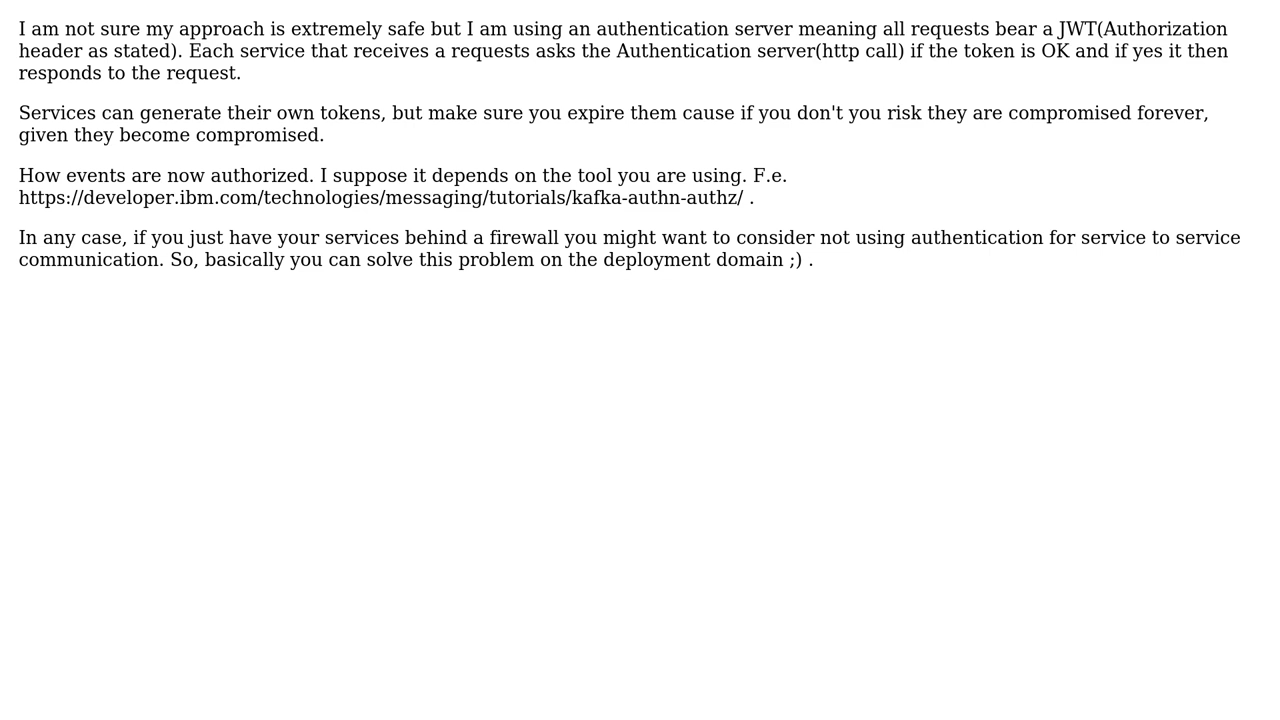 I am not sure my approach is extremely safe but I am using an authentication server meaning all requests bear a JWT(Authorization
header as stated). Each service that receives a requests asks the Authentication server(http call) if the token is OK and if yes it then
responds to the request.
Services can generate their own tokens, but make sure you expire them cause if you don't you risk they are compromised forever,
given they become compromised.
How events are now authorized. I suppose it depends on the tool you are using. F.e.
https://developer.ibm.com/technologies/messaging/tutorials/kafka-authn-authz/ .
In any case, if you just have your services behind a firewall you might want to consider not using authentication for service to service
communication. So, basically you can solve this problem on the deployment domain ;) .